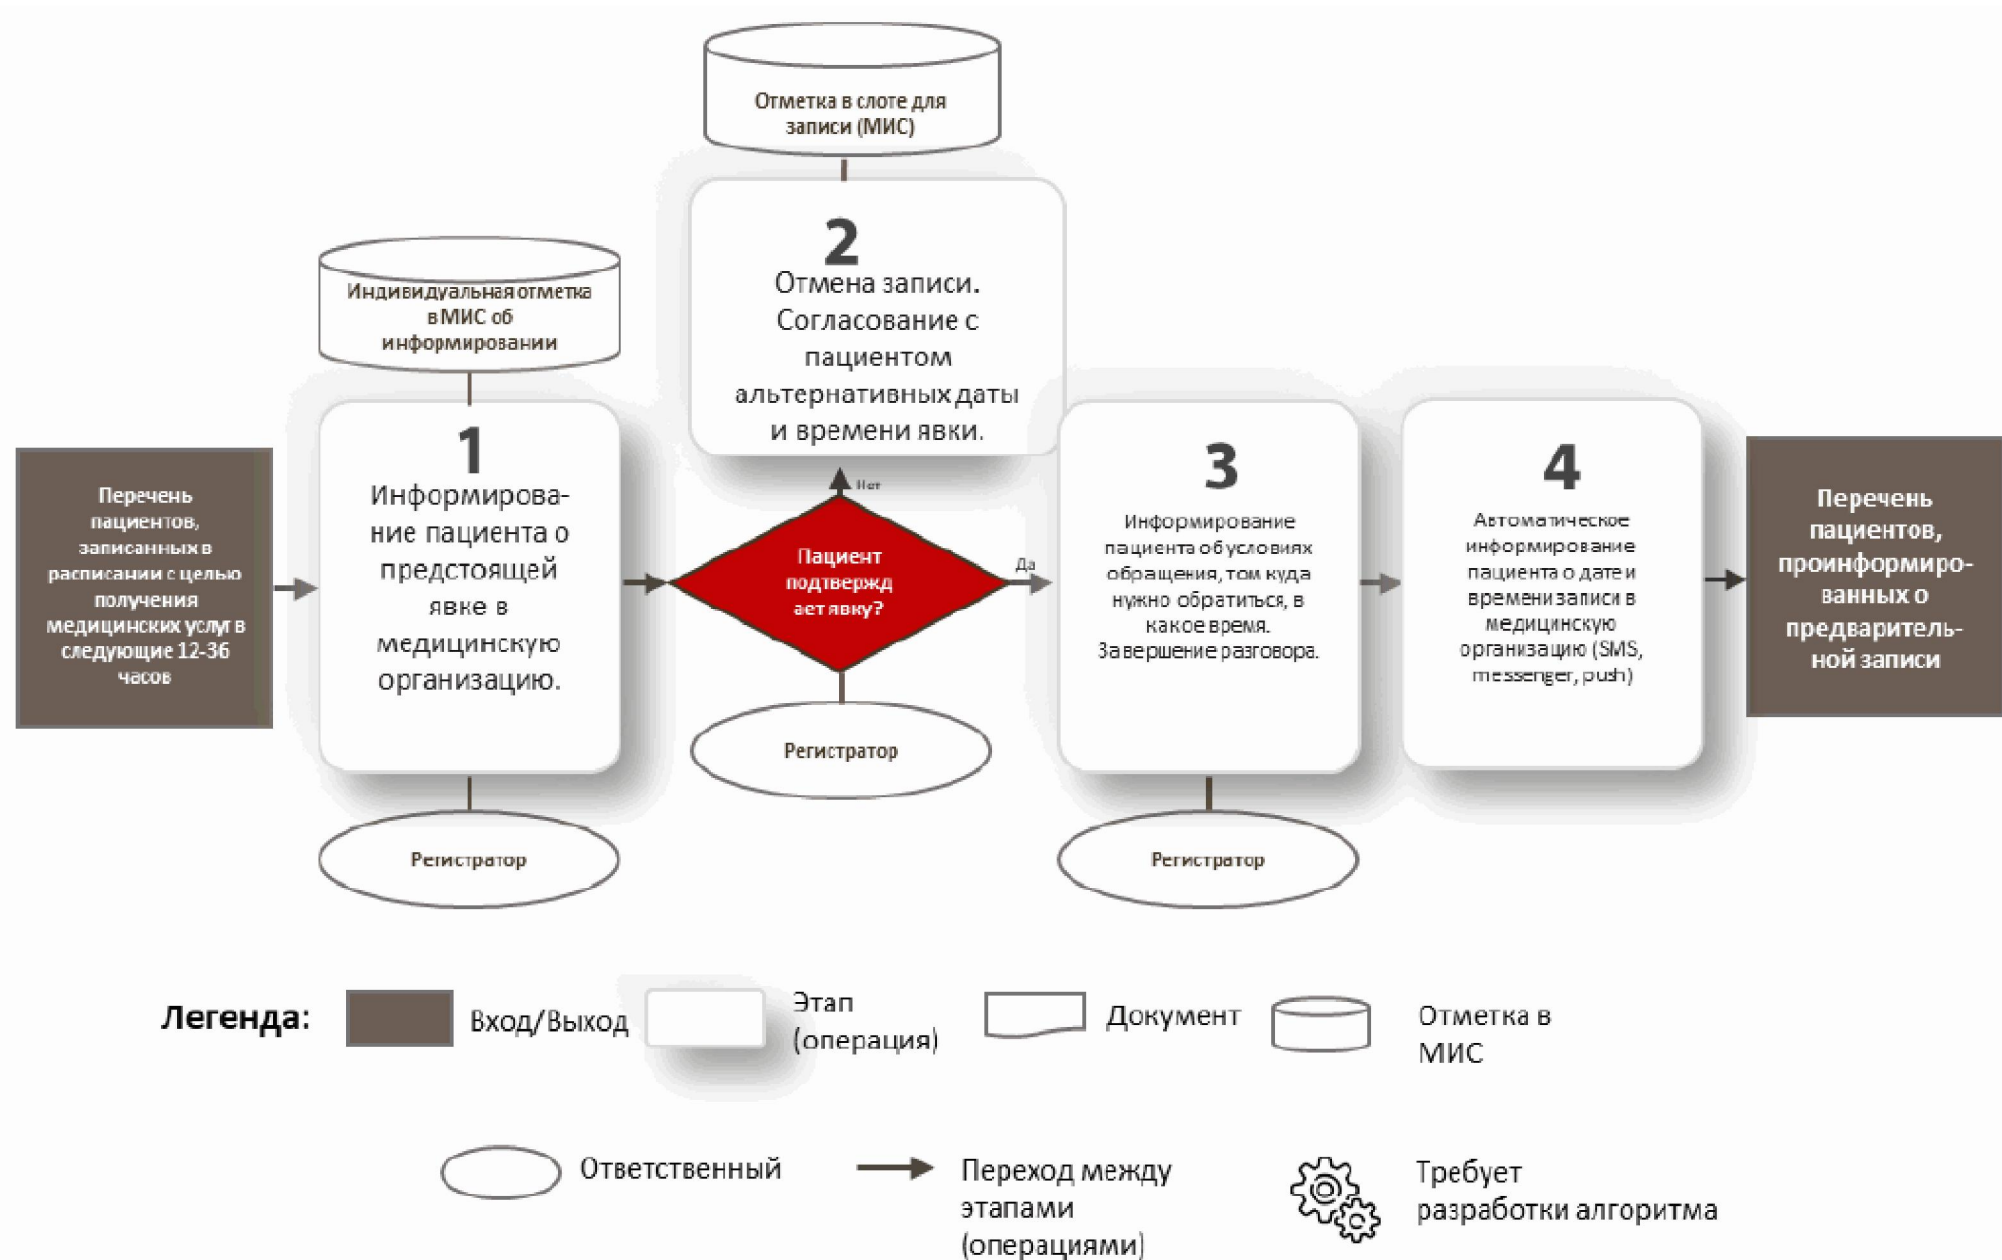 Отметка в слоте для
записи (МИС)
2
Отмена записи.
Согласование с
пациентом
альтернативных даты
и времени явки.
Индивидуальная отметка
в МИС об
информировании
1
Информирова-
ние пациента о
предстоящей
явке в
медицинскую
организацию.
Перечень
пациентов,
записанных в
расписании с целью
получения
медицинских услуг в
следующие 12-36
часов
Нет
Пациент
подтвержд
ает явку?
Да
3
Информирование
пациента об условиях
обращения, том куда
нужно обратиться, в
какое время.
Завершение разговора.
4
Автоматическое
информирование
пациента о дате и
времени записи в
медицинскую
организацию (SMS,
messenger, push)
Перечень
пациентов,
проинформиро-
ванных о
предваритель-
ной записи
Регистратор
Регистратор
Регистратор
Легенда:
Вход/Выход
Этап
(операция)
Документ
Отметка в
МИС
Ответственный
Переход между
этапами
(операциями)
Требует
разработки алгоритма